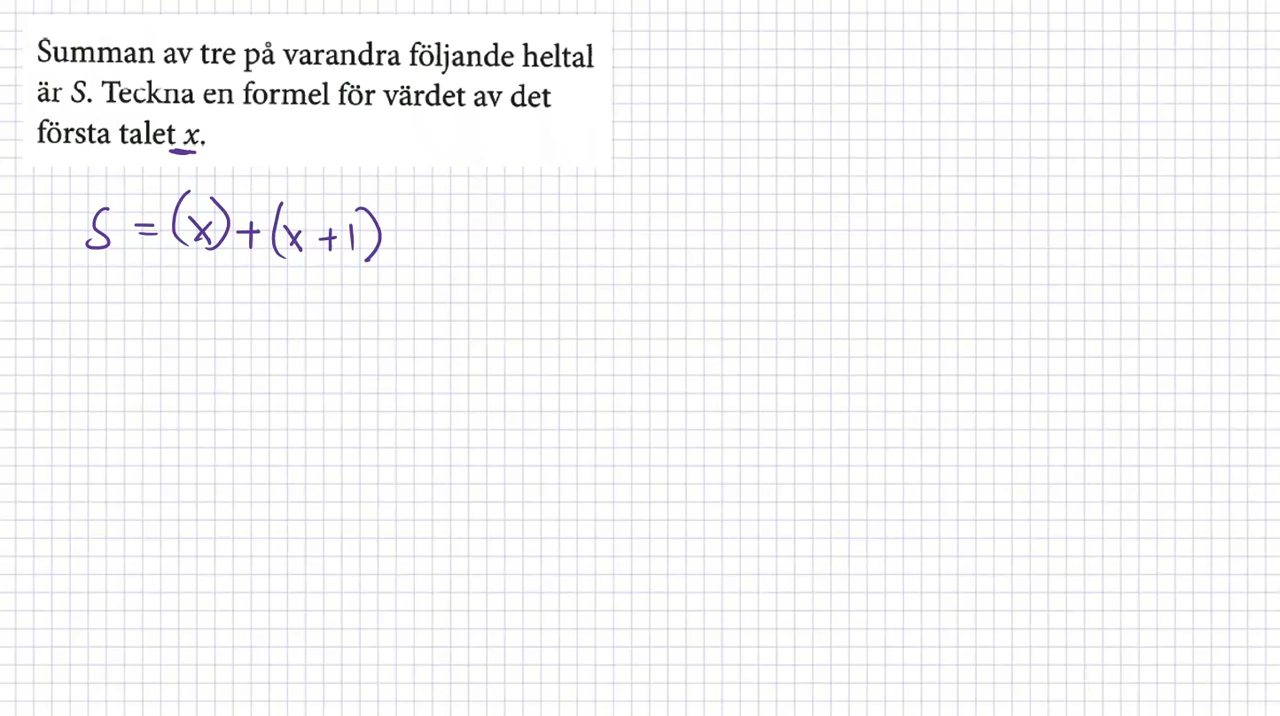 Summan av tre på varandra följande heltal
är S. Teckna en formel för värdet av det
första talet x.
S = (x) + (x + 1)